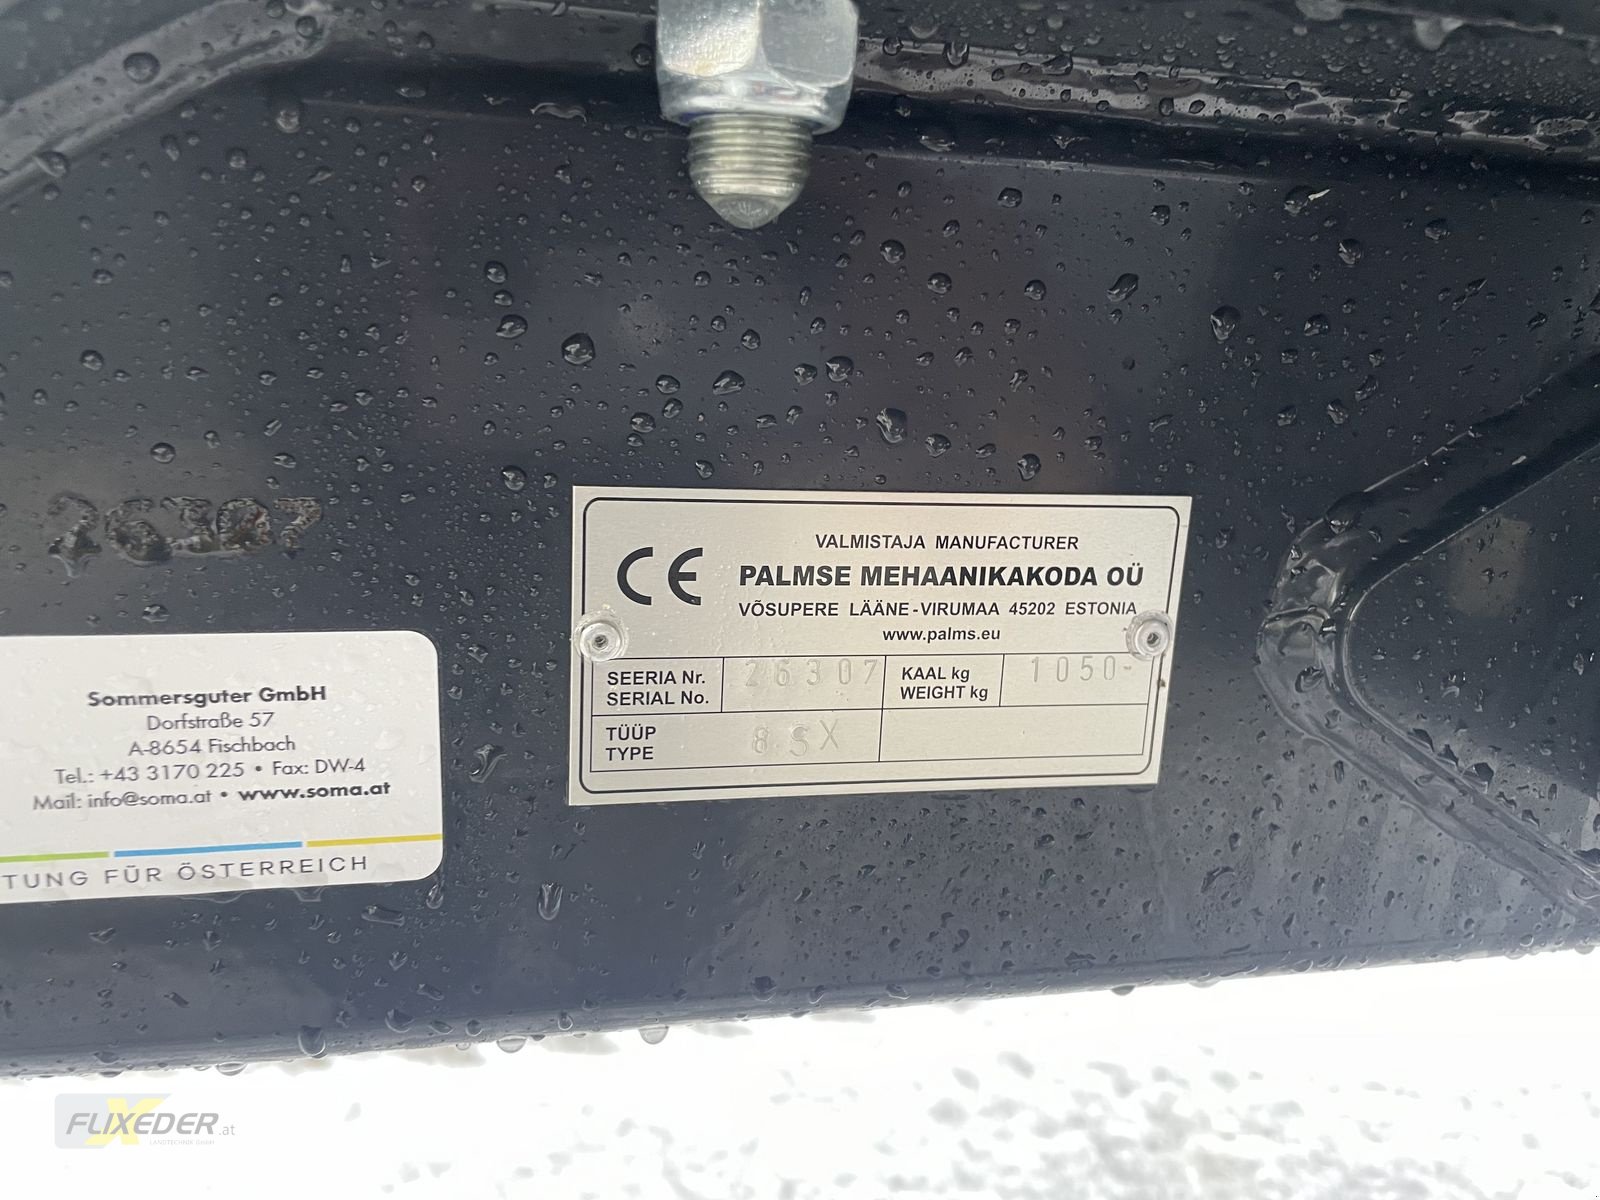 26307
VALMISTAJA MANUFACTURER
CE PALMSE MEHAANIKAKODA OÜ
VÕSUPERE LÄÄNE-VIRUMAA 45202 ESTONIA
www.palms.eu
SEERIA Nr. 26307 KAAL kg 1050-
SERIAL No. WEIGHT kg
TÜÜP 8SX
TYPE
Sommersguter GmbH
Dorfstraße 57
A-8654 Fischbach
Tel.: +43 3170 225 • Fax: DW-4
Mail: info@soma.at • www.soma.at
TUNG FÜR ÖSTERREICH
FLIXEDER.at
LANDTECHNIK GmbH